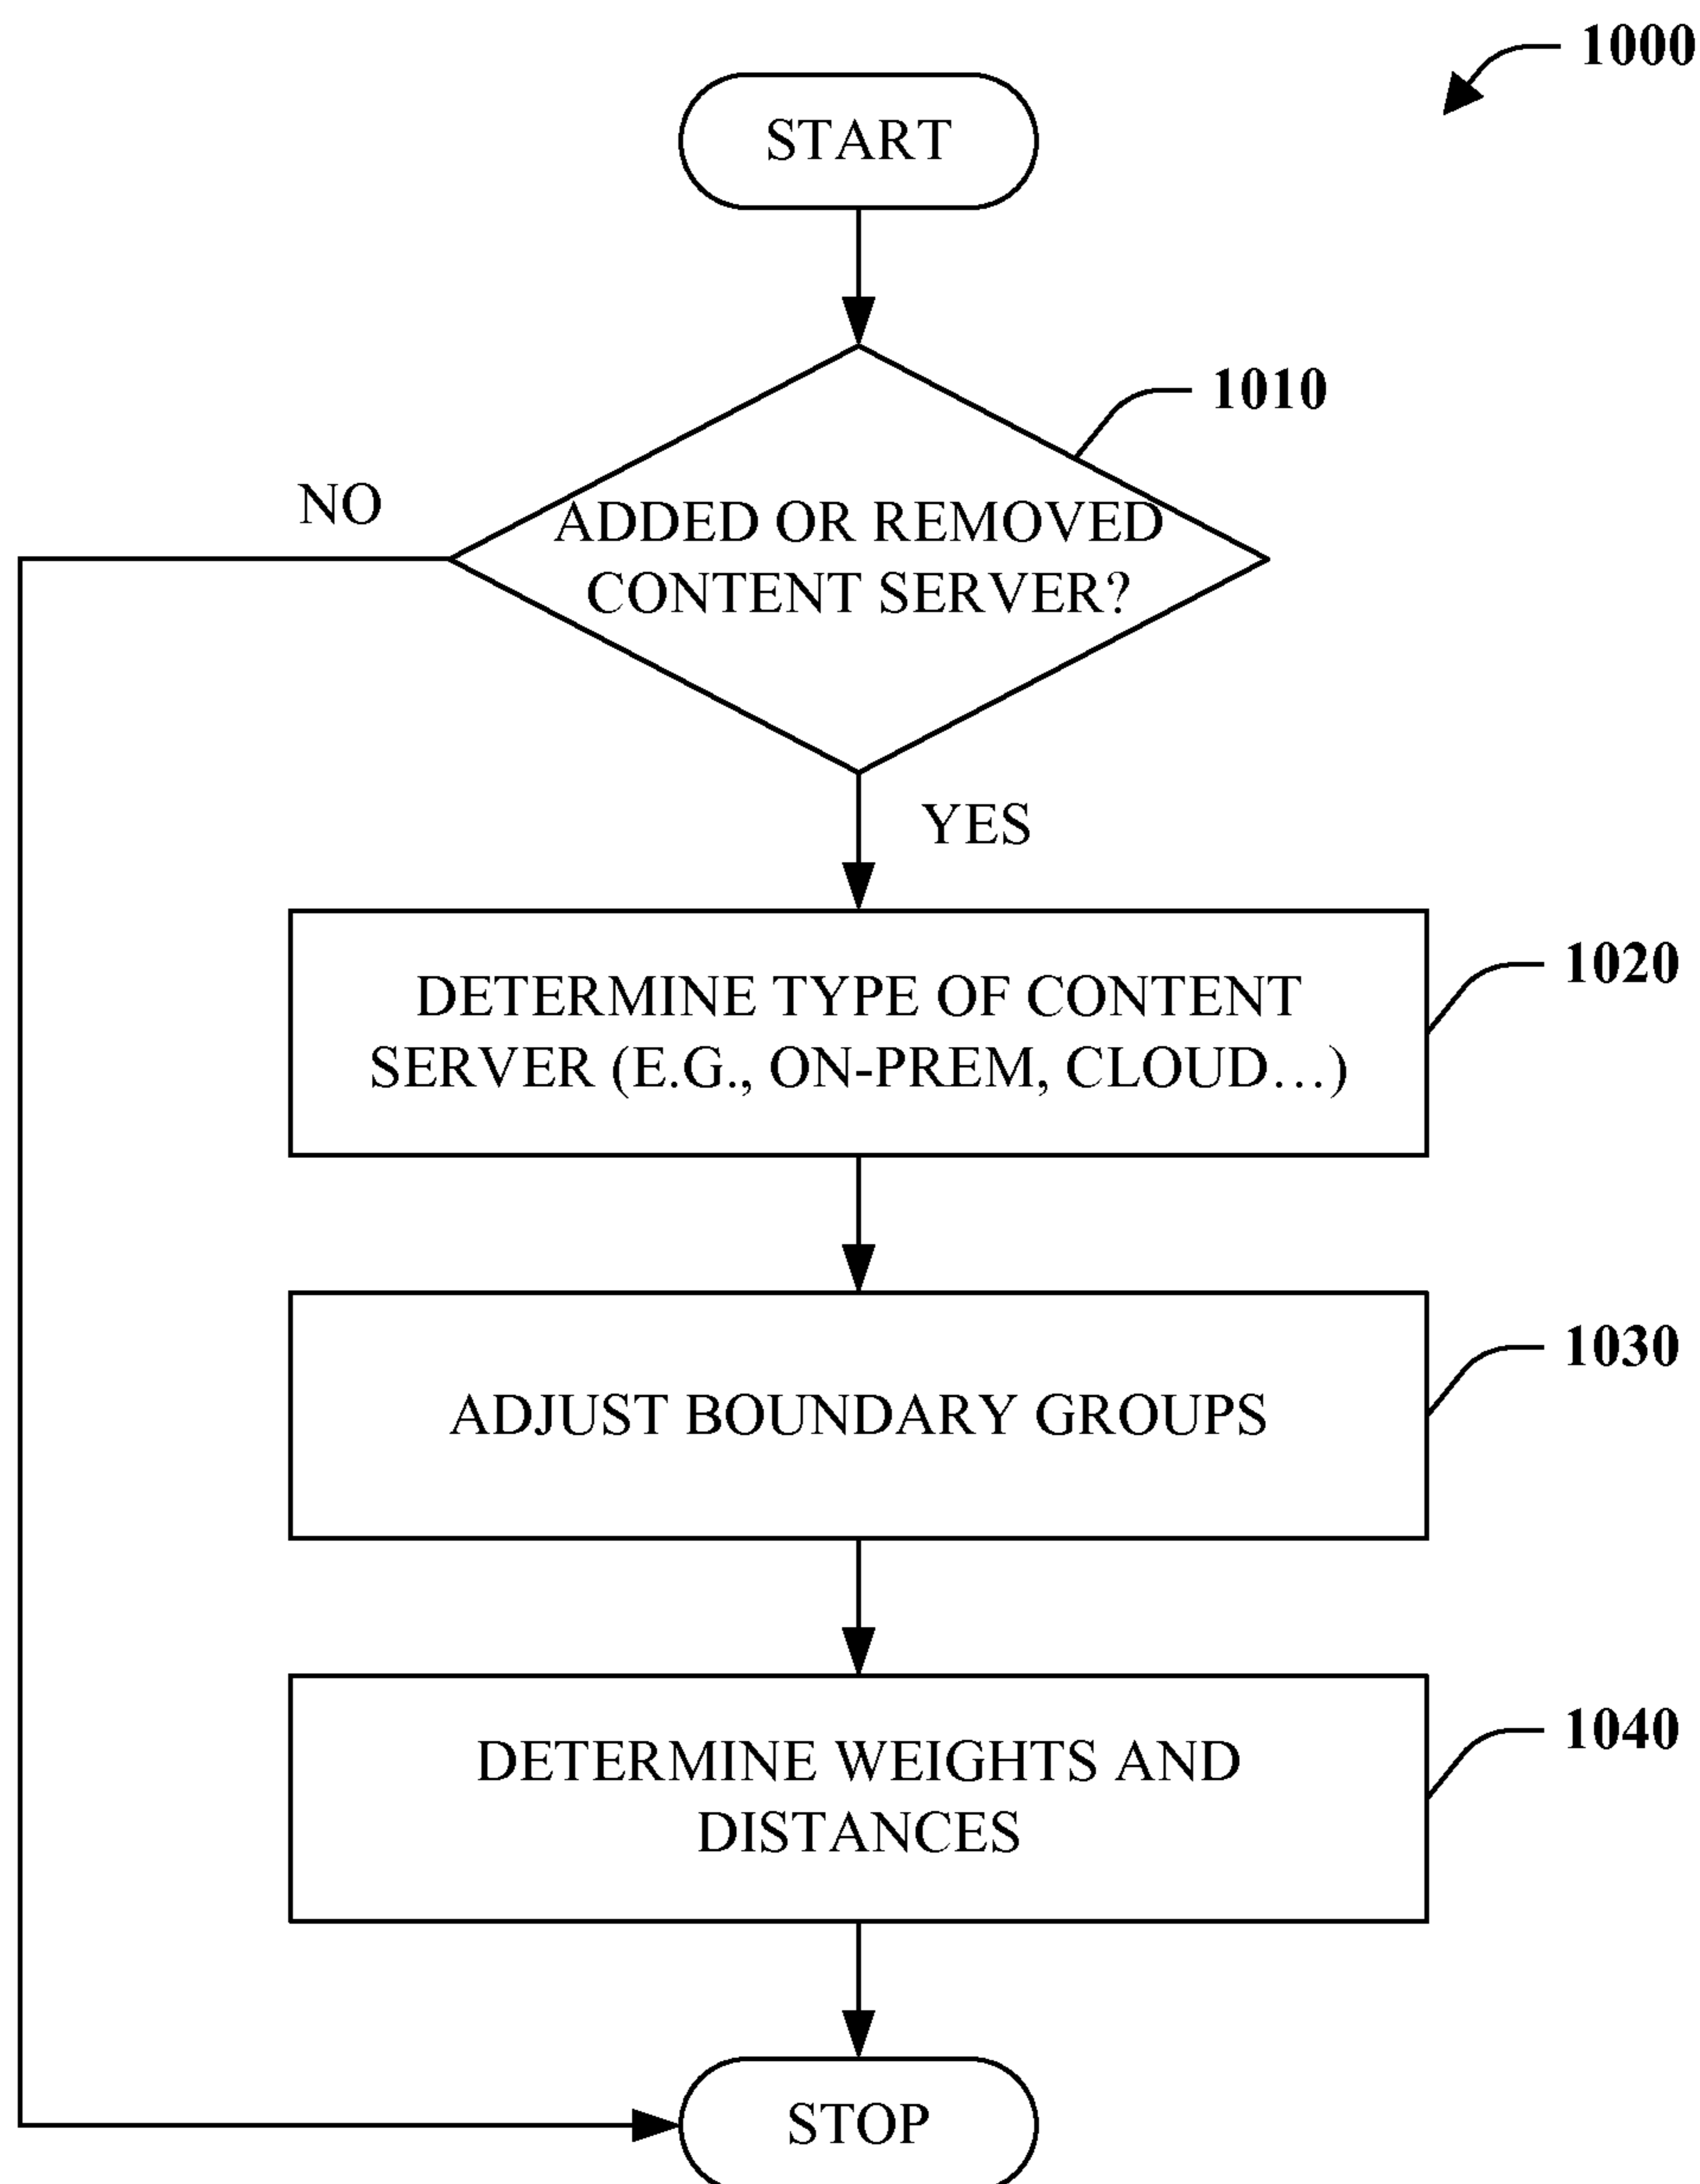 1000
START
1010
NO
ADDED OR REMOVED
CONTENT SERVER?
YES
1020
DETERMINE TYPE OF CONTENT
SERVER (E.G., ON-PREM, CLOUD…)
1030
ADJUST BOUNDARY GROUPS
1040
DETERMINE WEIGHTS AND
DISTANCES
STOP